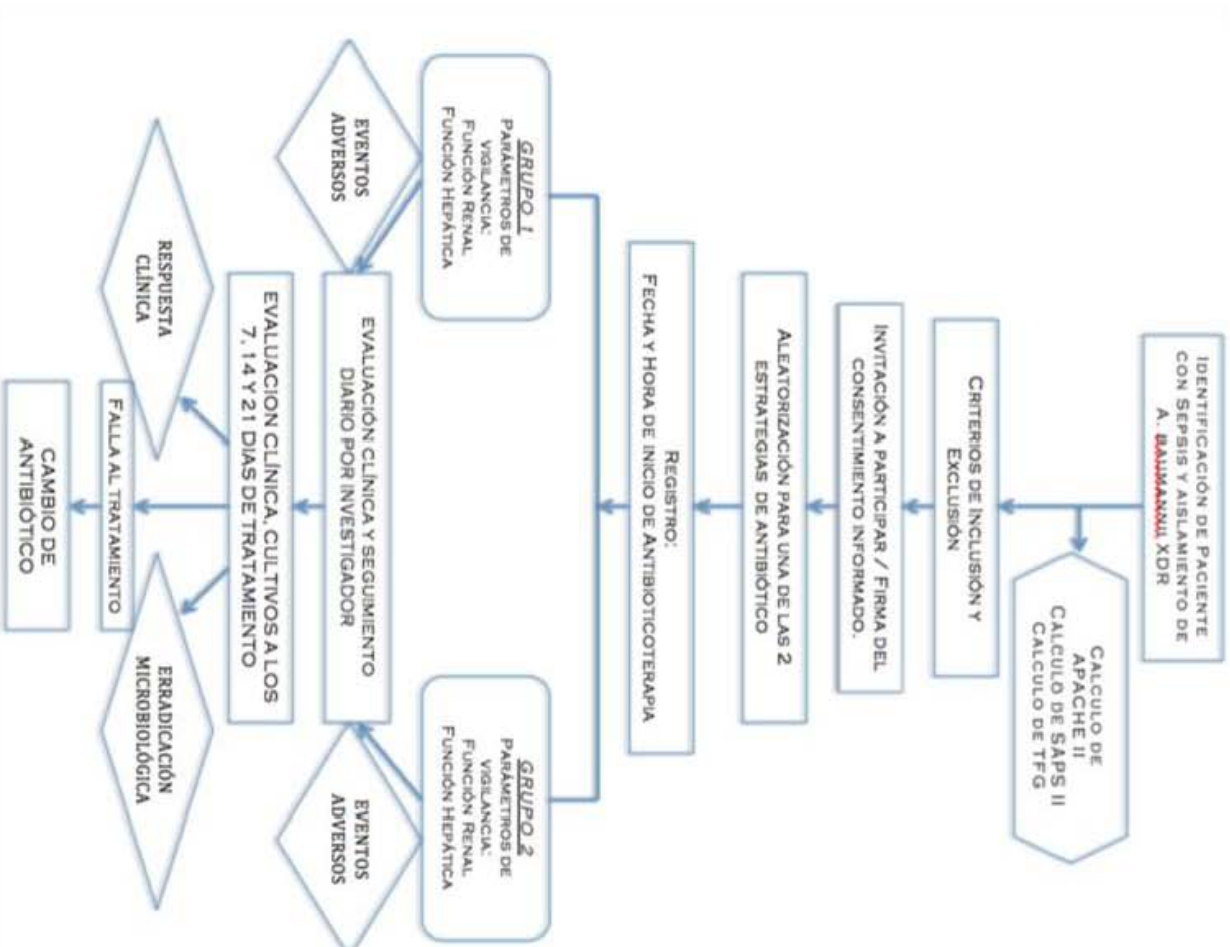 IDENTIFICACIÓN DE PACIENTE
CON SEPSIS Y AISLAMIENTO DE
A. BAUMANNII XDR
CALCULO DE
APACHE II
CALCULO DE SAPS II
CALCULO DE TFG
CRITERIOS DE INCLUSIÓN Y
EXCLUSIÓN
INVITACIÓN A PARTICIPAR / FIRMA DEL
CONSENTIMIENTO INFORMADO.
ALEATORIZACIÓN PARA UNA DE LAS 2
ESTRATEGIAS DE ANTIBIÓTICO
REGISTRO:
FECHA Y HORA DE INICIO DE ANTIBIOTICOTERAPIA
GRUPO 1
PARÁMETROS DE
VIGILANCIA:
FUNCIÓN RENAL
FUNCIÓN HEPÁTICA
GRUPO 2
PARÁMETROS DE
VIGILANCIA:
FUNCIÓN RENAL
FUNCIÓN HEPÁTICA
EVENTOS
ADVERSOS
EVALUACIÓN CLÍNICA Y SEGUIMIENTO
DIARIO POR INVESTIGADOR
EVENTOS
ADVERSOS
EVALUACION CLÍNICA, CULTIVOS A LOS
7, 14 Y 21 DIAS DE TRATAMIENTO
RESPUESTA
CLÍNICA
FALLA AL TRATAMIENTO
ERRADICACIÓN
MICROBIOLÓGICA
CAMBIO DE
ANTIBIÓTICO